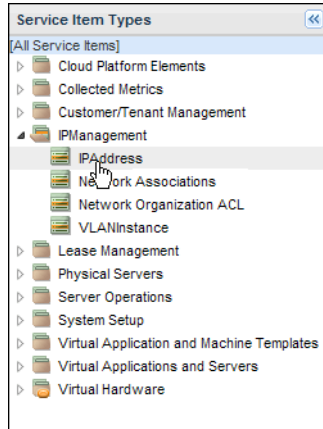 Service Item Types
[All Service Items]
Cloud Platform Elements
Collected Metrics
Customer/Tenant Management
IPManagement
IPAddress
Network Associations
Network Organization ACL
VLANInstance
Lease Management
Physical Servers
Server Operations
System Setup
Virtual Application and Machine Templates
Virtual Applications and Servers
Virtual Hardware